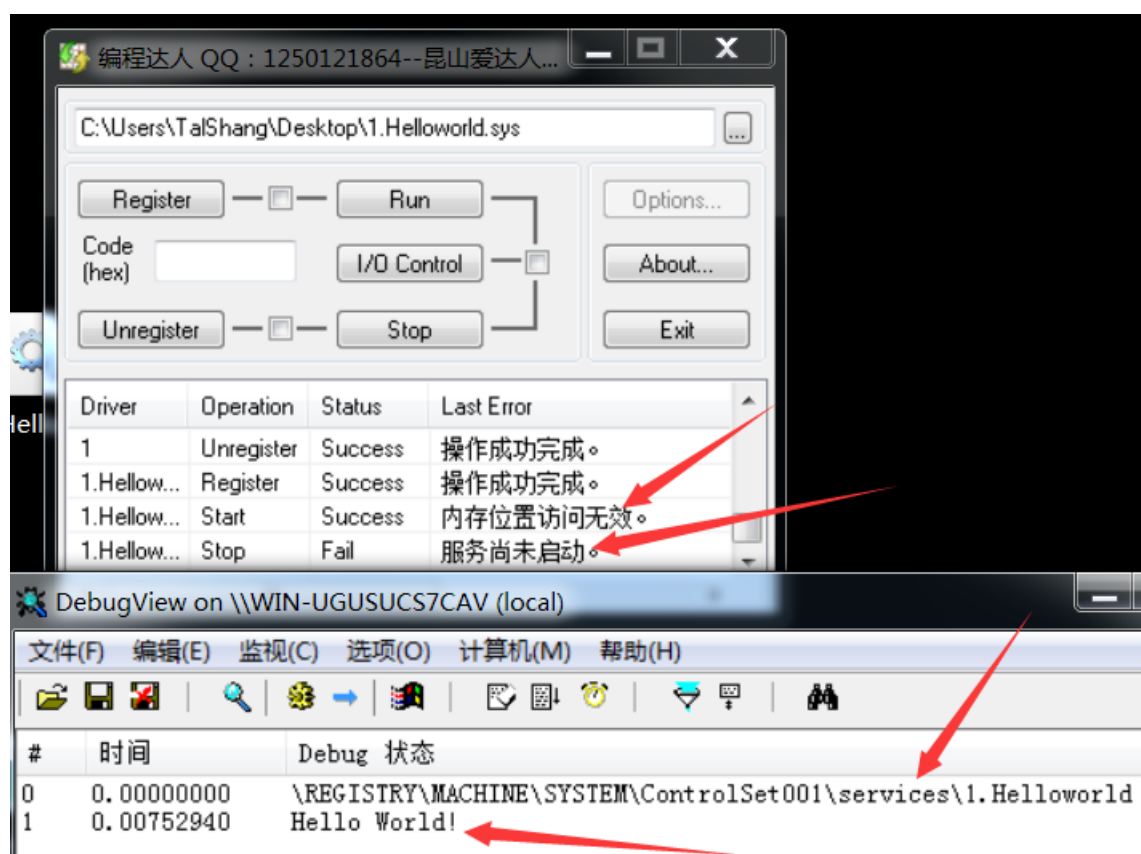 编程达人 QQ：1250121864--昆山爱达人...
C:\Users\TalShang\Desktop\1.Helloworld.sys
...
Register Run Options...
Code (hex) I/O Control About...
Unregister Stop Exit
Hell
Driver Operation Status Last Error
1 Unregister Success 操作成功完成。
1.Hellow... Register Success 操作成功完成。
1.Hellow... Start Success 内存位置访问无效。
1.Hellow... Stop Fail 服务尚未启动。
DebugView on \\WIN-UGUSUCS7CAV (local)
文件(F) 编辑(E) 监视(C) 选项(O) 计算机(M) 帮助(H)
# 时间 Debug 状态
0 0.00000000 \REGISTRY\MACHINE\SYSTEM\ControlSet001\services\1.Helloworld
1 0.00752940 Hello World!